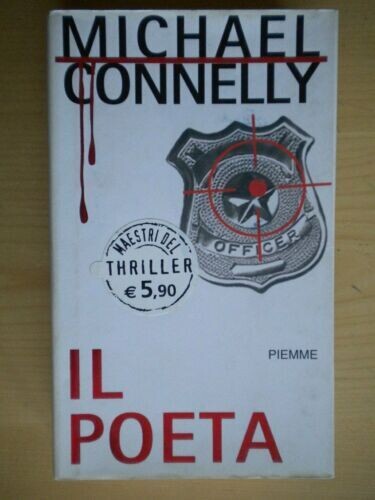 MICHAEL
CONNELLY
OFFICER
MAESTRI DEL
THRILLER
€ 5,90
PIEMME
IL
POETA